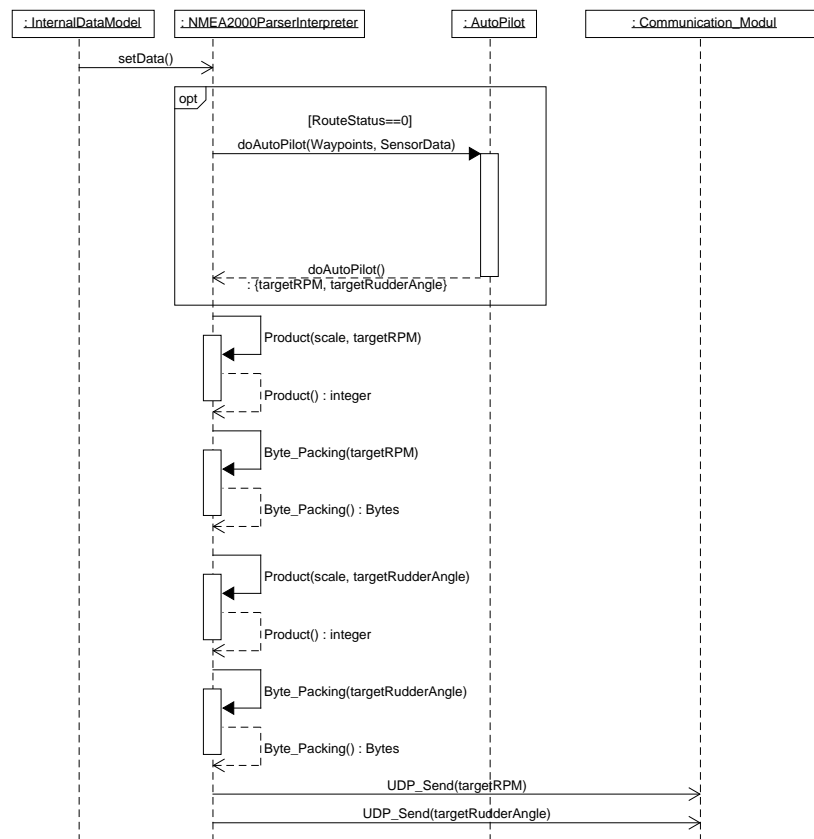 : InternalDataModel
: NMEA2000ParserInterpreter
: AutoPilot
: Communication_Modul
setData()
opt
[RouteStatus==0]
doAutoPilot(Waypoints, SensorData)
doAutoPilot()
: {targetRPM, targetRudderAngle}
Product(scale, targetRPM)
Product() : integer
Byte_Packing(targetRPM)
Byte_Packing() : Bytes
Product(scale, targetRudderAngle)
Product() : integer
Byte_Packing(targetRudderAngle)
Byte_Packing() : Bytes
UDP_Send(targetRPM)
UDP_Send(targetRudderAngle)